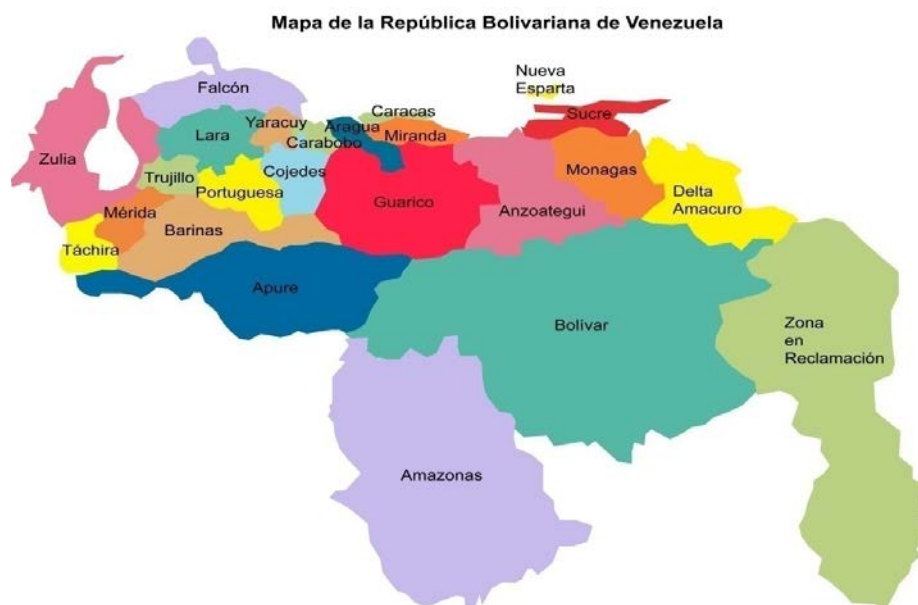 Mapa de la República Bolivariana de Venezuela
Nueva
Esparta
Falcón
Caracas
Sucre
Yaracuy
Aragua
Lara
Carabobo
Miranda
Zulia
Trujillo
Cojedes
Monagas
Portuguesa
Delta
Amacuro
Guarico
Anzoategui
Mérida
Barinas
Táchira
Apure
Bolívar
Zona
en
Reclamación
Amazonas